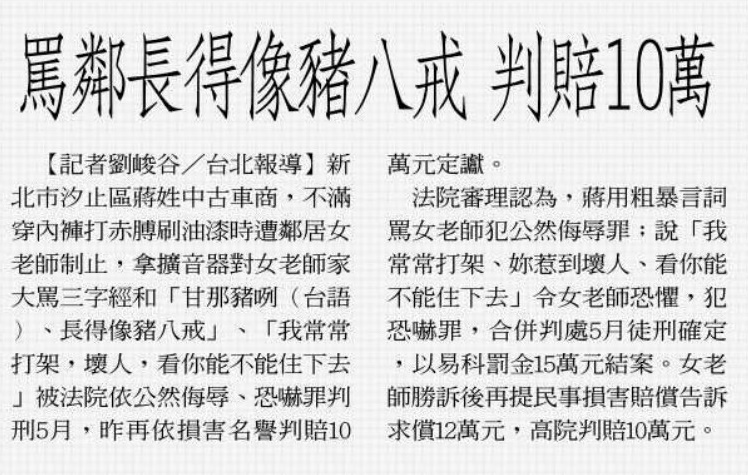 罵鄰長得像豬八戒 判賠10萬
【記者劉峻谷／台北報導】新
北市汐止區蔣姓中古車商，不滿
穿內褲打赤膊刷油漆時遭鄰居女
老師制止，拿擴音器對女老師家
大罵三字經和「甘那豬咧（台語
）、長得像豬八戒」、「我常常
打架，壞人，看你能不能住下去
」被法院依公然侮辱、恐嚇罪判
刑5月，昨再依損害名譽判賠10
萬元定讞。
法院審理認為，蔣用粗暴言詞
罵女老師犯公然侮辱罪；說「我
常常打架、妳惹到壞人、看你能
不能住下去」令女老師恐懼，犯
恐嚇罪，合併判處5月徒刑確定
，以易科罰金15萬元結案。女老
師勝訴後再提民事損害賠償告訴
求償12萬元，高院判賠10萬元。